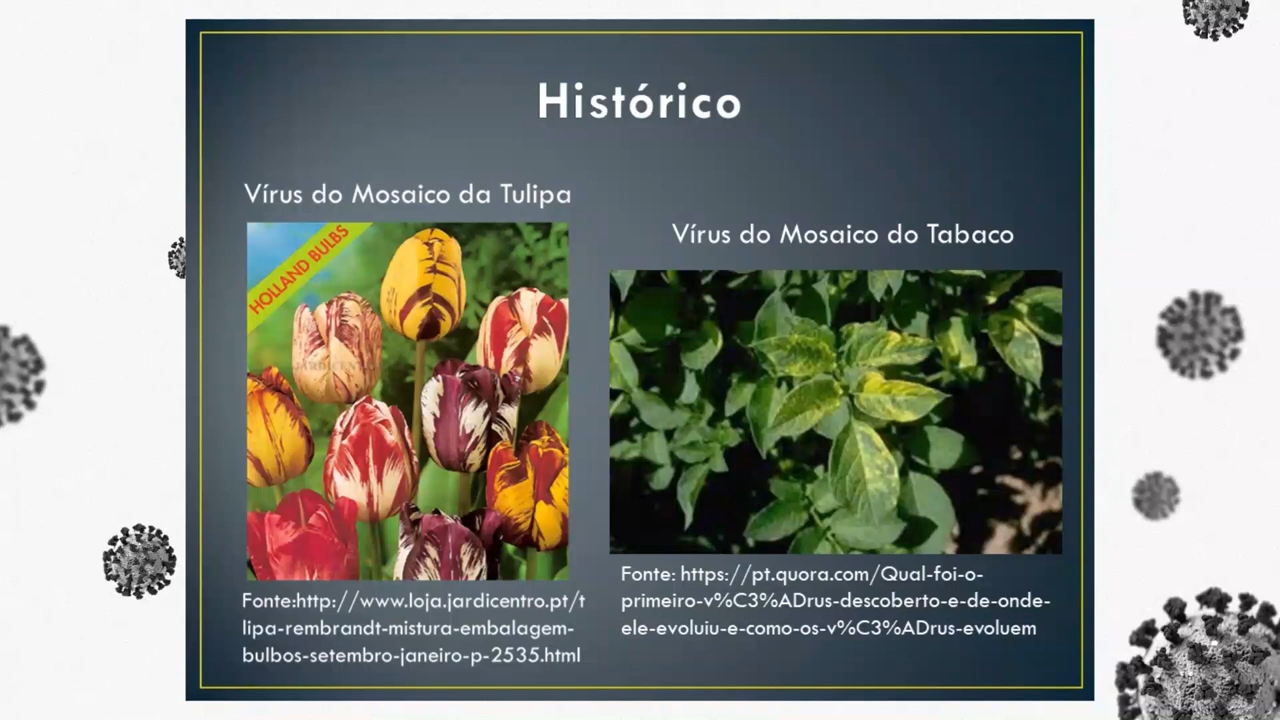 Histórico
Vírus do Mosaico da Tulipa
HOLLAND BULBS
Fonte:http://www.loja.jardicentro.pt/t
lipa-rembrandt-mistura-embalagem-
bulbos-setembro-janeiro-p-2535.html
Vírus do Mosaico do Tabaco
Fonte: https://pt.quora.com/Qual-foi-o-
primeiro-v%C3%ADrus-descoberto-e-de-onde-
ele-evoluiu-e-como-os-v%C3%ADrus-evoluem